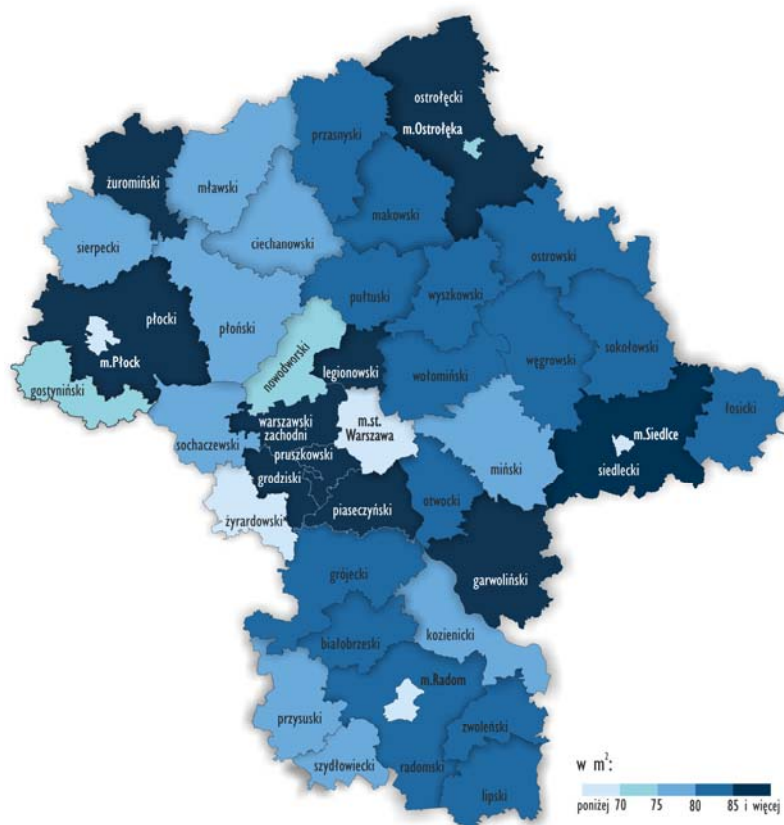 ostrołęcki
m.Ostrołęka
przasnyski
żuromiński
mławski
makowski
ciechanowski
sierpecki
ostrowski
płocki
płoński
pułtuski
wyszkowski
m.Płock
nowodworski
legionowski
wołomiński
węgrowski
sokołowski
gostyniński
sochaczewski
warszawski
zachodni
m.st.
Warszawa
m.Siedlce
łosicki
pruszkowski
miński
siedlecki
grodziski
otwocki
piaseczyński
żyrardowski
grójecki
garwoliński
białobrzeski
kozienicki
m.Radom
przysuski
zwoleński
szydłowiecki
radomski
lipski
w m²:
poniżej 70 75 80 85 i więcej